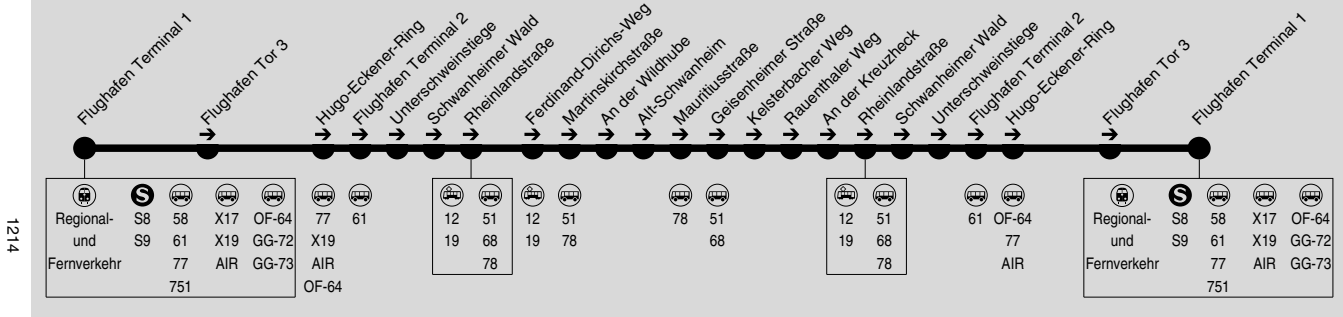 Flughafen Terminal 1
Flughafen Tor 3
Hugo-Eckener-Ring
Flughafen Terminal 2
Unterschweinstiege
Schwanheimer Wald
Rheinlandstraße
Ferdinand-Dirichs-Weg
Martinskirchstraße
An der Wildhube
Alt-Schwanheim
Mauritiusstraße
Geisenheimer Straße
Kelsterbacher Weg
Rauenthaler Weg
An der Kreuzheck
Rheinlandstraße
Schwanheimer Wald
Unterschweinstiege
Flughafen Terminal 2
Hugo-Eckener-Ring
Flughafen Tor 3
Flughafen Terminal 1
S S
Regional- S8 58 X17 OF-64 77 61 12 51 12 51 78 51 12 51 61 OF-64 Regional- S8 58 X17 OF-64
und S9 61 X19 GG-72 X19 19 68 19 78 68 19 68 77 und S9 61 X19 GG-72
Fernverkehr 77 AIR GG-73 AIR 78 78 AIR Fernverkehr 77 AIR GG-73
751 OF-64 751
1214